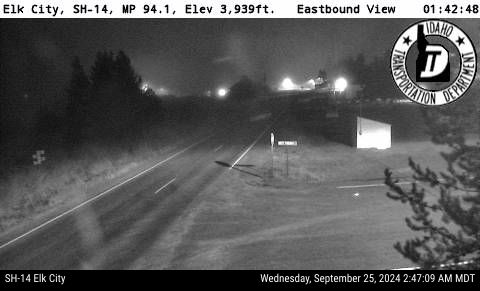 Elk City, SH-14, MP 94.1, Elev 3,939ft. Eastbound View 01:42:48
IDAHO
TRANSPORTATION DEPARTMENT
SH-14 Elk City
Wednesday, September 25, 2024 2:47:09 AM MDT